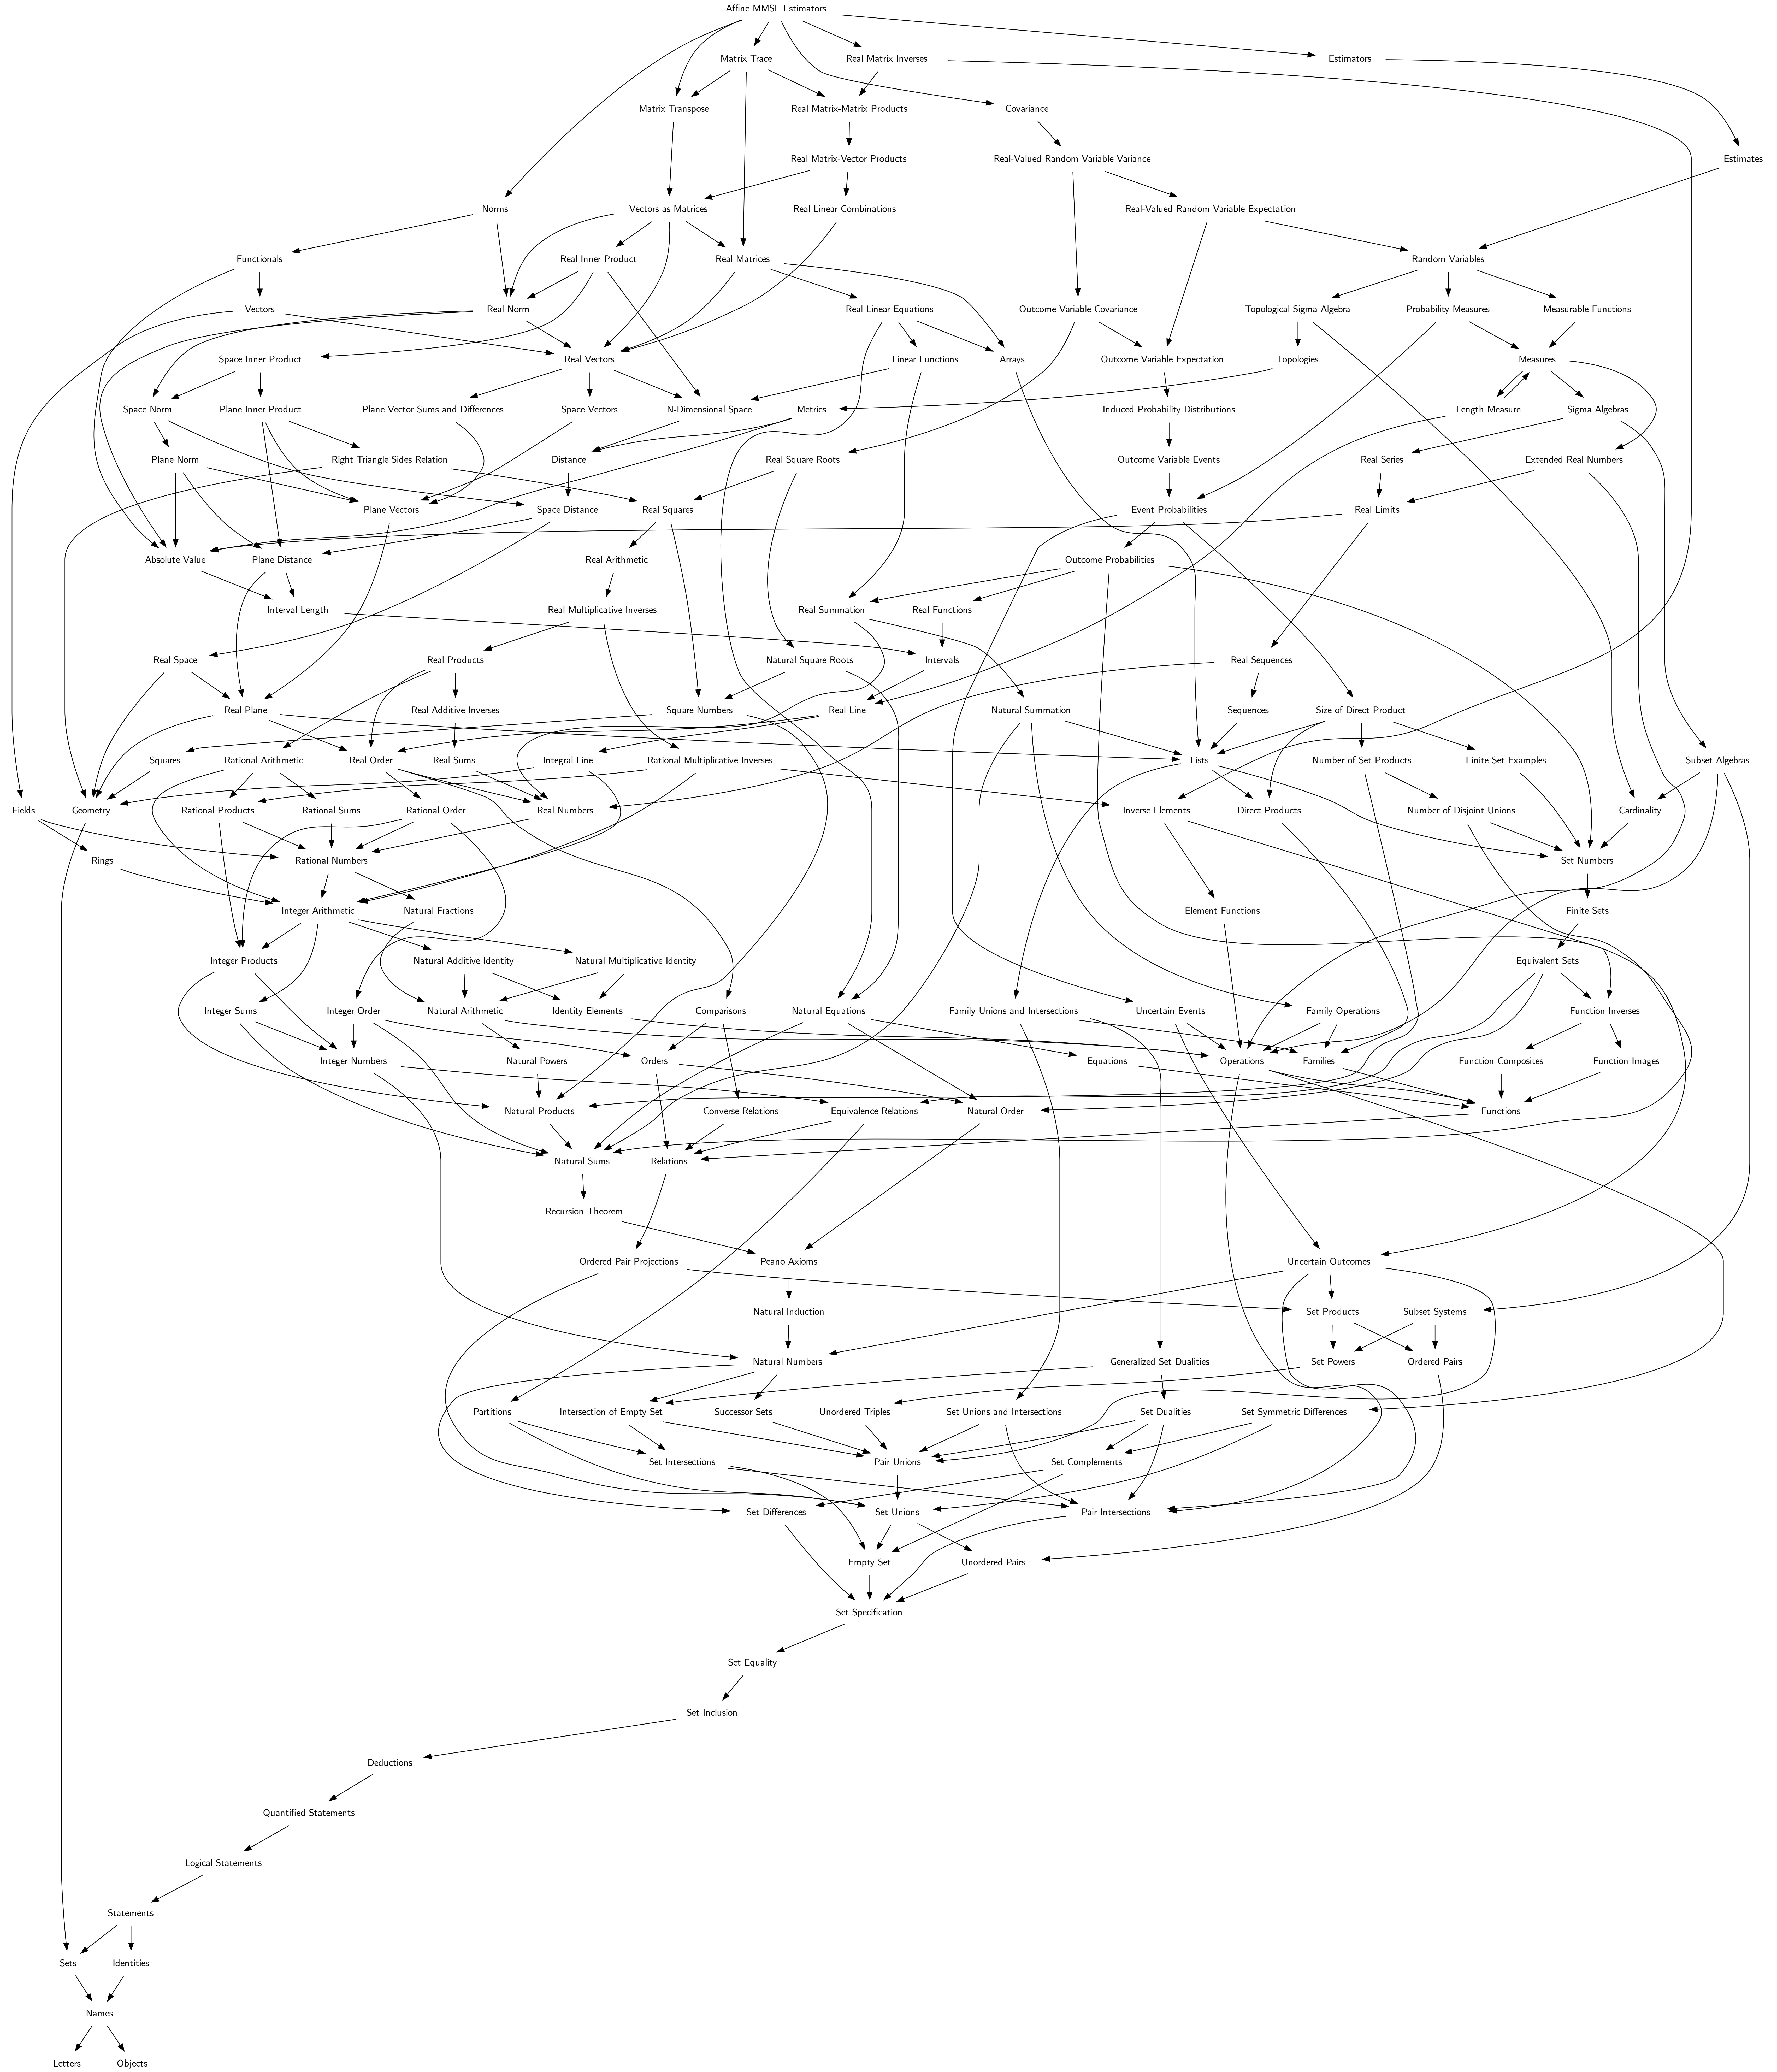 Affine MMSE Estimators
Matrix Trace
Real Matrix Inverses
Estimators
Matrix Transpose
Real Matrix-Matrix Products
Covariance
Real Matrix-Vector Products
Real-Valued Random Variable Variance
Estimates
Norms
Vectors as Matrices
Real Linear Combinations
Real-Valued Random Variable Expectation
Functionals
Real Inner Product
Real Matrices
Random Variables
Vectors
Real Norm
Real Linear Equations
Outcome Variable Covariance
Topological Sigma Algebra
Probability Measures
Measurable Functions
Space Inner Product
Real Vectors
Linear Functions
Arrays
Outcome Variable Expectation
Topologies
Measures
Space Norm
Plane Inner Product
Plane Vector Sums and Differences
Space Vectors
N-Dimensional Space
Metrics
Induced Probability Distributions
Length Measure
Sigma Algebras
Plane Norm
Right Triangle Sides Relation
Distance
Real Square Roots
Outcome Variable Events
Real Series
Extended Real Numbers
Plane Vectors
Space Distance
Real Squares
Event Probabilities
Real Limits
Absolute Value
Plane Distance
Real Arithmetic
Outcome Probabilities
Interval Length
Real Multiplicative Inverses
Real Summation
Real Functions
Real Space
Real Products
Natural Square Roots
Intervals
Real Sequences
Real Plane
Real Additive Inverses
Square Numbers
Real Line
Natural Summation
Sequences
Size of Direct Product
Squares
Rational Arithmetic
Real Order
Real Sums
Integral Line
Rational Multiplicative Inverses
Lists
Number of Set Products
Finite Set Examples
Subset Algebras
Fields
Geometry
Rational Products
Rational Sums
Rational Order
Real Numbers
Inverse Elements
Direct Products
Number of Disjoint Unions
Cardinality
Rings
Rational Numbers
Set Numbers
Integer Arithmetic
Natural Fractions
Element Functions
Finite Sets
Integer Products
Natural Additive Identity
Natural Multiplicative Identity
Equivalent Sets
Integer Sums
Integer Order
Natural Arithmetic
Identity Elements
Comparisons
Natural Equations
Family Unions and Intersections
Uncertain Events
Family Operations
Function Inverses
Integer Numbers
Natural Powers
Orders
Equations
Operations
Families
Function Composites
Function Images
Natural Products
Converse Relations
Equivalence Relations
Natural Order
Functions
Natural Sums
Relations
Recursion Theorem
Ordered Pair Projections
Peano Axioms
Uncertain Outcomes
Natural Induction
Set Products
Subset Systems
Natural Numbers
Generalized Set Dualities
Set Powers
Ordered Pairs
Partitions
Intersection of Empty Set
Successor Sets
Unordered Triples
Set Unions and Intersections
Set Dualities
Set Symmetric Differences
Set Intersections
Pair Unions
Set Complements
Set Differences
Set Unions
Pair Intersections
Empty Set
Unordered Pairs
Set Specification
Set Equality
Set Inclusion
Deductions
Quantified Statements
Logical Statements
Statements
Sets
Identities
Names
Letters
Objects